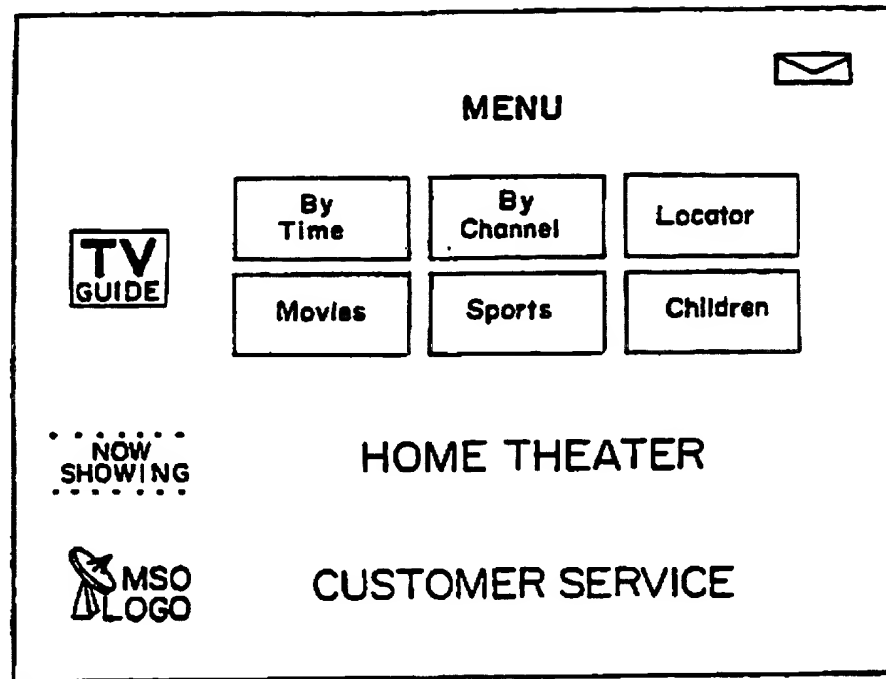 MENU
By
Time
By
Channel
Locator
TV
GUIDE
Movies
Sports
Children
NOW
SHOWING
HOME THEATER
MSO
LOGO
CUSTOMER SERVICE